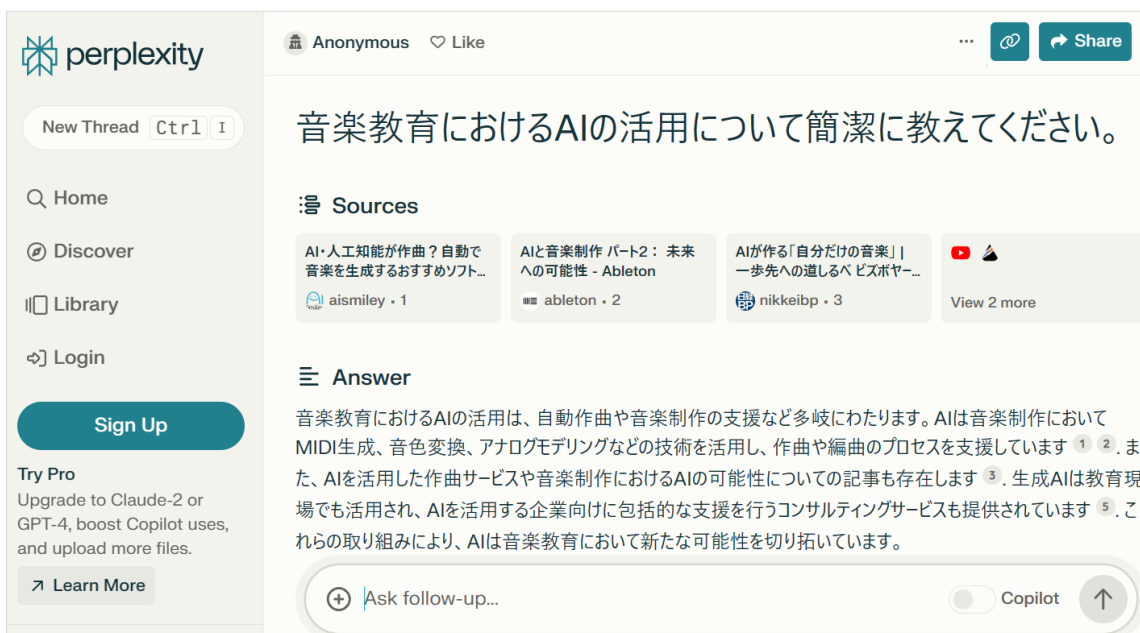 perplexity
New Thread Ctrl I
Home
Discover
Library
Login
Sign Up
Try Pro
Upgrade to Claude-2 or
GPT-4, boost Copilot uses,
and upload more files.
Learn More
Anonymous Like
Share
音楽教育におけるAIの活用について簡潔に教えてください。
Sources
AI・人工知能が作曲？自動で
音楽を生成するおすすめソフト…
aismiley・1
AIと音楽制作 パート2： 未来
への可能性 - Ableton
ableton・2
AIが作る「自分だけの音楽」 |
一歩先への道しるべ ビズボヤー…
nikkeibp・3
View 2 more
Answer
音楽教育におけるAIの活用は、自動作曲や音楽制作の支援など多岐にわたります。AIは音楽制作において
MIDI生成、音色変換、アナログモデリングなどの技術を活用し、作曲や編曲のプロセスを支援しています 1 2 . ま
た、AIを活用した作曲サービスや音楽制作におけるAIの可能性についての記事も存在します 3 . 生成AIは教育現
場でも活用され、AIを活用する企業向けに包括的な支援を行うコンサルティングサービスも提供されています 5 . こ
れらの取り組みにより、AIは音楽教育において新たな可能性を切り拓いています。
Ask follow-up...
Copilot